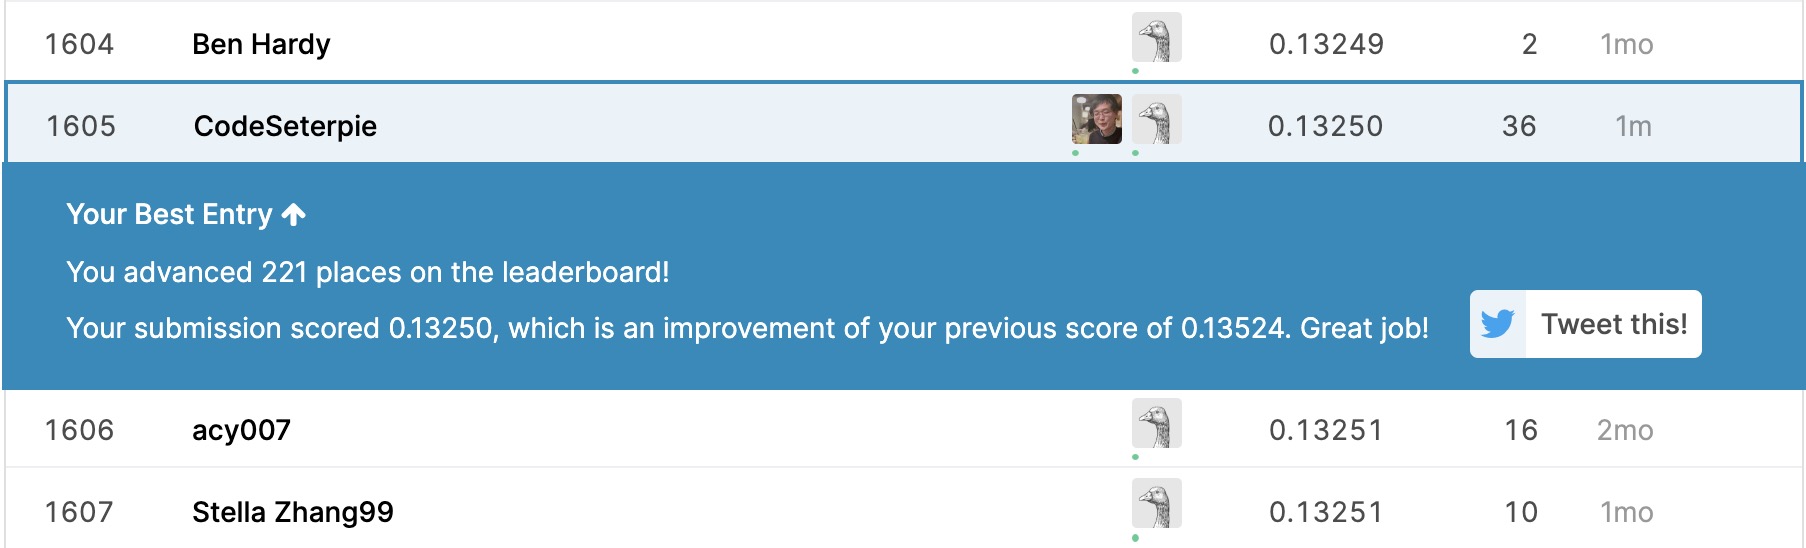 1604 Ben Hardy 0.13249 2 1mo
1605 CodeSeterpie 0.13250 36 1m
Your Best Entry
You advanced 221 places on the leaderboard!
Your submission scored 0.13250, which is an improvement of your previous score of 0.13524. Great job!
Tweet this!
1606 acy007 0.13251 16 2mo
1607 Stella Zhang99 0.13251 10 1mo